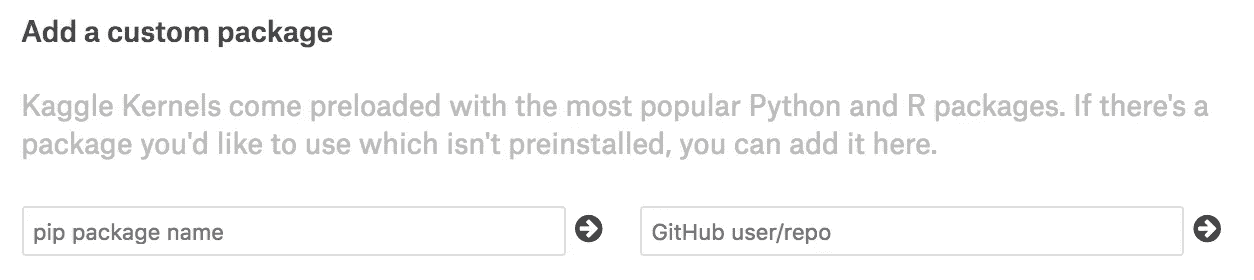 Add a custom package
Kaggle Kernels come preloaded with the most popular Python and R packages. If there's a
package you'd like to use which isn't preinstalled, you can add it here.
pip package name
GitHub user/repo